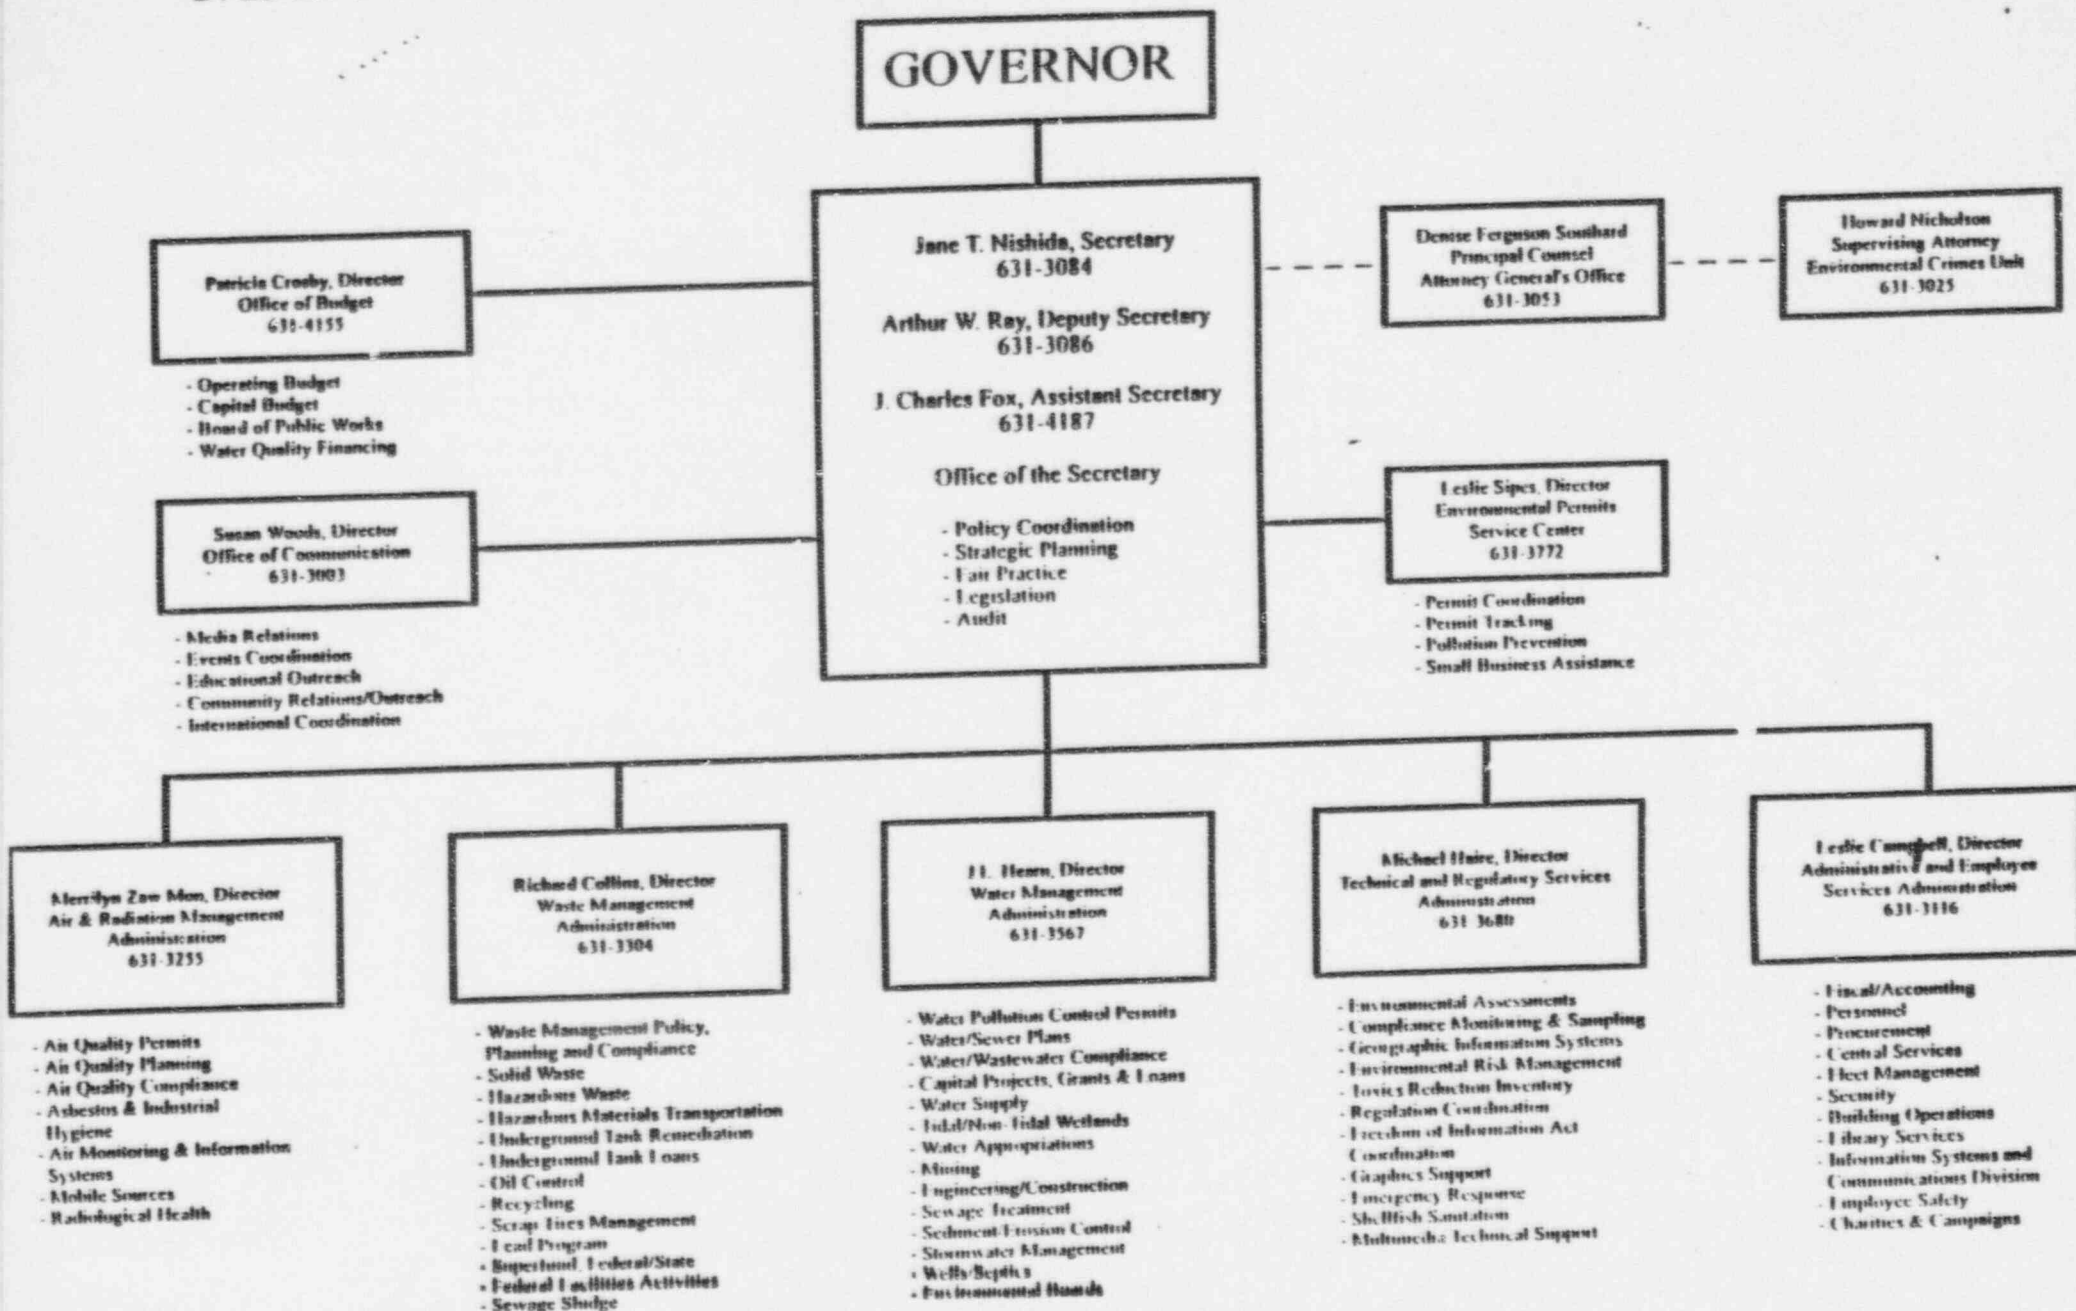 GOVERNOR
Jane T. Nishida, Secretary
631-3084
Arthur W. Ray, Deputy Secretary
631-3086
J. Charles Fox, Assistant Secretary
631-4187
Office of the Secretary
- Policy Coordination
- Strategic Planning
- Fair Practice
- Legislation
- Audit
Patricia Crosby, Director
Office of Budget
631-4155
- Operating Budget
- Capital Budget
- Board of Public Works
- Water Quality Financing
Susan Woods, Director
Office of Communication
631-3003
- Media Relations
- Events Coordination
- Educational Outreach
- Community Relations/Outreach
- International Coordination
Denise Ferguson Southard
Principal Counsel
Attorney General's Office
631-3053
Howard Nicholson
Supervising Attorney
Environmental Crimes Unit
631-3025
Leslie Sipes, Director
Environmental Permits
Service Center
631-3772
- Permit Coordination
- Permit Tracking
- Pollution Prevention
- Small Business Assistance
Merrilyn Zaw Mon, Director
Air & Radiation Management
Administration
631-3255
- Air Quality Permits
- Air Quality Planning
- Air Quality Compliance
- Asbestos & Industrial
Hygiene
- Air Monitoring & Information
Systems
- Mobile Sources
- Radiological Health
Richard Collins, Director
Waste Management
Administration
631-3304
- Waste Management Policy,
Planning and Compliance
- Solid Waste
- Hazardous Waste
- Hazardous Materials Transportation
- Underground Tank Remediation
- Underground Tank Loans
- Oil Control
- Recycling
- Scrap Tires Management
- Lead Program
- Superfund, Federal/State
- Federal Facilities Activities
- Sewage Sludge
Hearn, Director
Water Management
Administration
631-3567
- Water Pollution Control Permits
- Water/Sewer Plans
- Water/Wastewater Compliance
- Capital Projects, Grants & Loans
- Water Supply
- Tidal/Non-Tidal Wetlands
- Water Appropriations
- Mining
- Engineering/Construction
- Sewage Treatment
- Sediment/Erosion Control
- Stormwater Management
- Wells/Septics
- Environmental Boards
Michael Haire, Director
Technical and Regulatory Services
Administration
631 3680
- Environmental Assessments
- Compliance Monitoring & Sampling
- Geographic Information Systems
- Environmental Risk Management
- Toxics Reduction Inventory
- Regulation Coordination
- Freedom of Information Act
Coordination
- Graphics Support
- Emergency Response
- Shellfish Sanitation
- Multimedia Technical Support
Leslie Campbell, Director
Administrative and Employee
Services Administration
631-3116
- Fiscal/Accounting
- Personnel
- Procurement
- Central Services
- Fleet Management
- Security
- Building Operations
- Library Services
- Information Systems and
Communications Division
- Employee Safety
- Charities & Campaigns